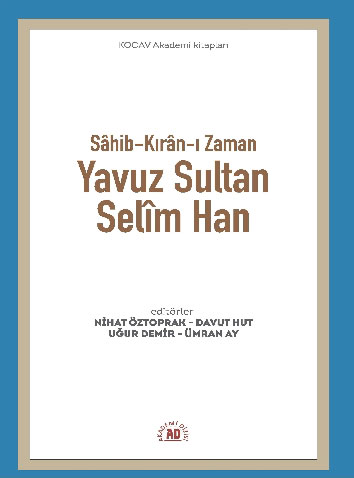 KOCAV Akademi kitapları
Sâhib-Kırân-ı Zaman
Yavuz Sultan
Selîm Han
editörler
NİHAT ÖZTOPRAK - DAVUT HUT
UĞUR DEMİR - ÜMRAN AY
AD